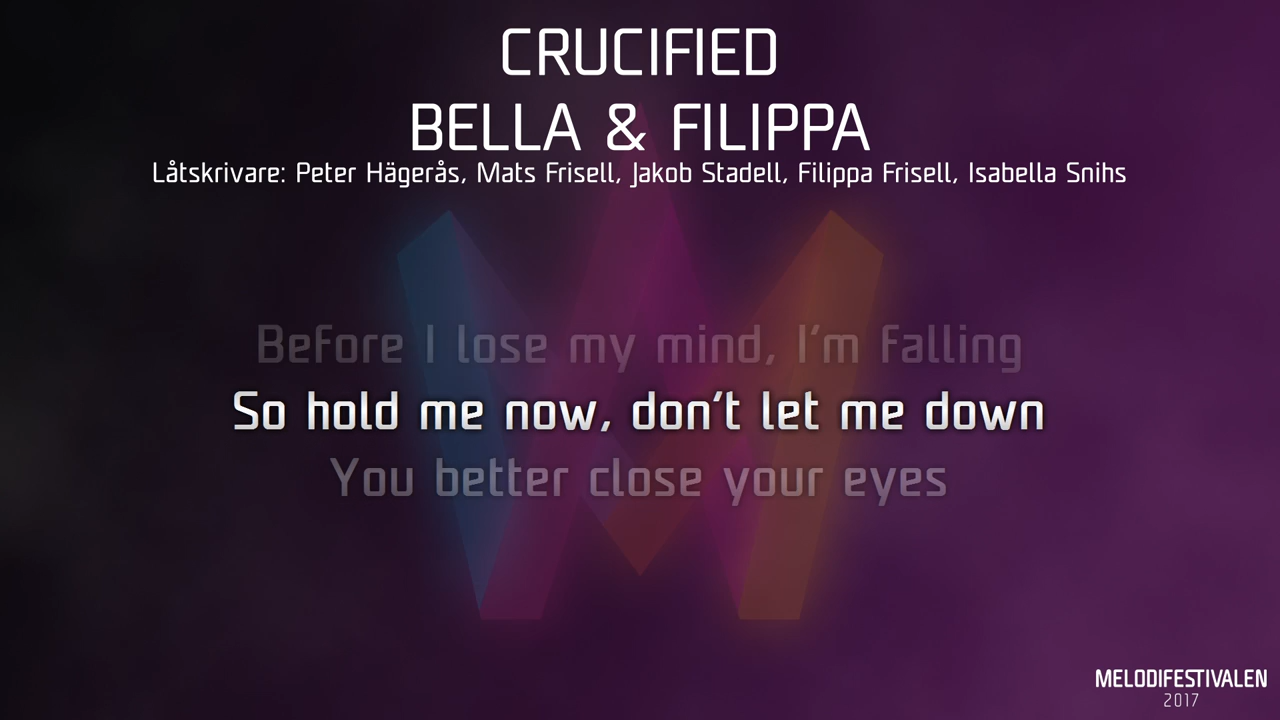 CRUCIFIED
BELLA & FILIPPA
Låtskrivare: Peter Hägerås, Mats Frisell, Jakob Stadell, Filippa Frisell, Isabella Snihs
Before I lose my mind, I'm falling
So hold me now, don't let me down
You better close your eyes
MELODIFESTIVALEN
2017